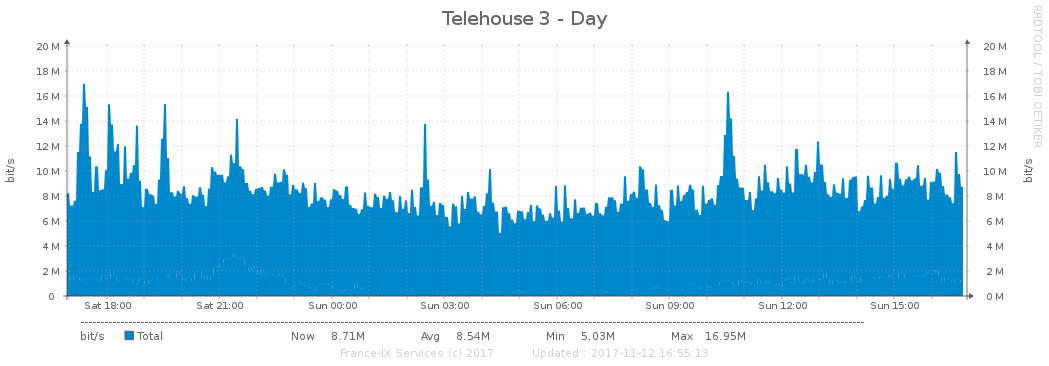 Telehouse 3 - Day
RRDTOOL / TOBI OETIKER
20 M 20 M
18 M 18 M
16 M 16 M
14 M 14 M
12 M 12 M
10 M 10 M
8 M 8 M
6 M 6 M
4 M 4 M
2 M 2 M
0 0 M
bit/s bit/s
Sat 18:00 Sat 21:00 Sun 00:00 Sun 03:00 Sun 06:00 Sun 09:00 Sun 12:00 Sun 15:00
bit/s Total Now 8.71M Avg 8.54M Min 5.03M Max 16.95M
France-IX Services (c) 2017 Updated : 2017-11-12 16:55:13